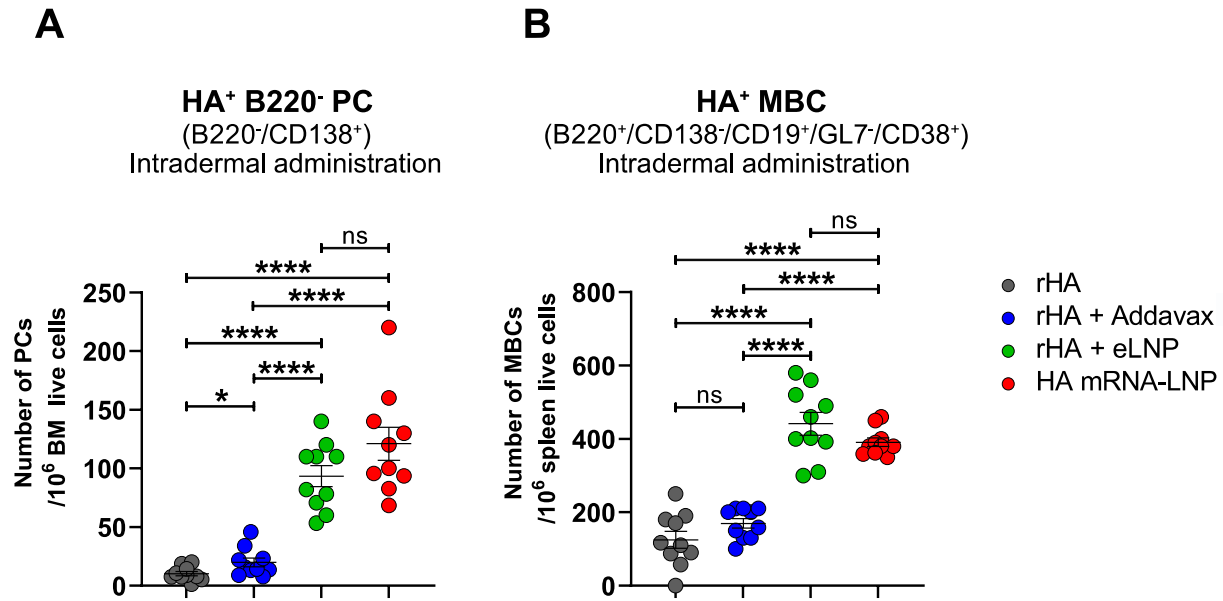 A
HA⁺ B220⁻ PC
(B220⁻/CD138⁺)
Intradermal administration
ns
****
****
****
****
*
250
200
150
100
50
0
Number of PCs
/10⁶ BM live cells
B
HA⁺ MBC
(B220⁺/CD138⁻/CD19⁺/GL7⁻/CD38⁺)
Intradermal administration
ns
****
****
****
****
ns
800
600
400
200
0
Number of MBCs
/10⁶ spleen live cells
rHA
rHA + Addavax
rHA + eLNP
HA mRNA-LNP